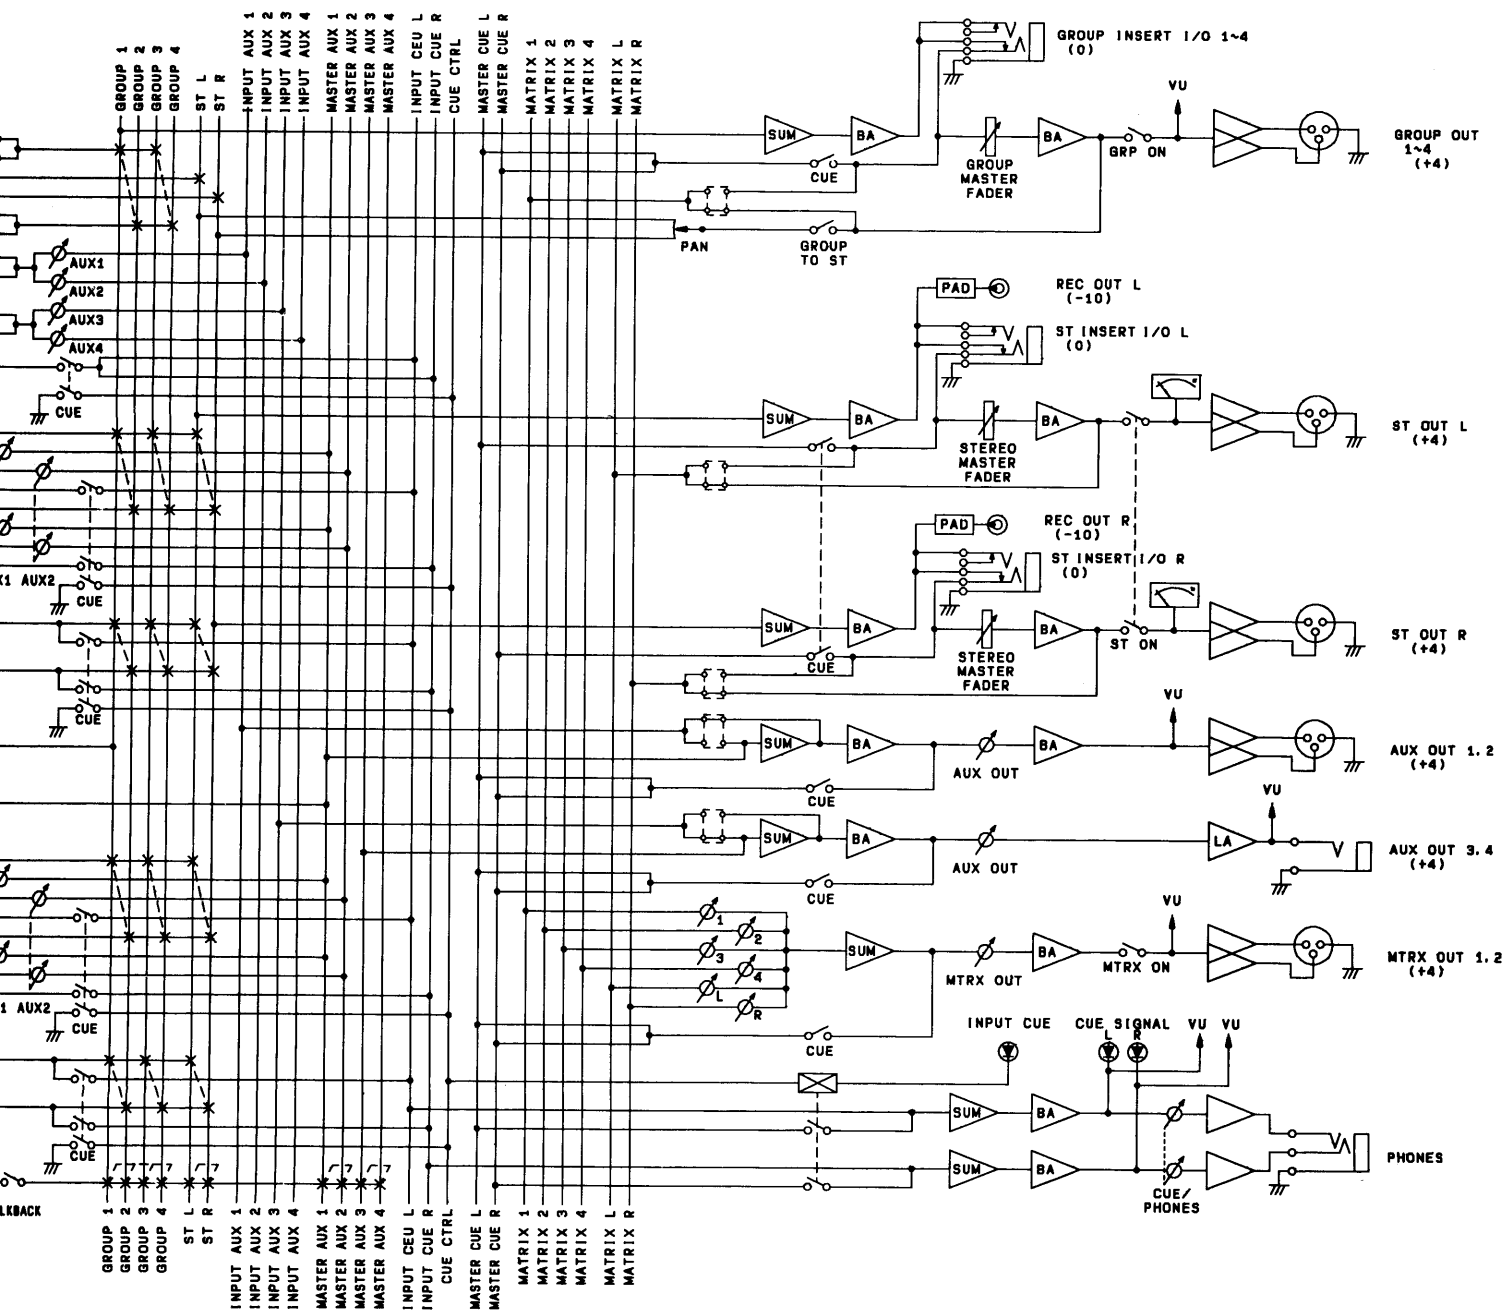 GROUP 1
GROUP 2
GROUP 3
GROUP 4
ST L
ST R
INPUT AUX 1
INPUT AUX 2
INPUT AUX 3
INPUT AUX 4
MASTER AUX 1
MASTER AUX 2
MASTER AUX 3
MASTER AUX 4
INPUT CEU L
INPUT CUE R
CUE CTRL
MASTER CUE L
MASTER CUE R
MATRIX 1
MATRIX 2
MATRIX 3
MATRIX 4
MATRIX L
MATRIX R
GROUP INSERT I/O 1~4
(0)
VU
SUM
BA
BA
GRP ON
GROUP OUT
1~4
(+4)
CUE
GROUP
MASTER
FADER
PAN
GROUP
TO ST
AUX1
AUX2
AUX3
AUX4
CUE
PAD
REC OUT L
(-10)
ST INSERT I/O L
(0)
SUM
BA
BA
ST OUT L
(+4)
STEREO
MASTER
FADER
PAD
REC OUT R
(-10)
ST INSERT I/O R
(0)
X1 AUX2
CUE
SUM
BA
BA
ST ON
ST OUT R
(+4)
CUE
STEREO
MASTER
FADER
CUE
VU
SUM
BA
BA
AUX OUT
AUX OUT 1.2
(+4)
CUE
VU
SUM
BA
LA
AUX OUT
AUX OUT 3.4
(+4)
CUE
1
2
3
4
L
R
VU
SUM
BA
MTRX OUT
MTRX ON
MTRX OUT 1.2
(+4)
1 AUX2
CUE
CUE
INPUT CUE
CUE SIGNAL
L
R
VU
VU
SUM
BA
SUM
BA
CUE/
PHONES
PHONES
CUE
LKBACK
GROUP 1
GROUP 2
GROUP 3
GROUP 4
ST L
ST R
INPUT AUX 1
INPUT AUX 2
INPUT AUX 3
INPUT AUX 4
MASTER AUX 1
MASTER AUX 2
MASTER AUX 3
MASTER AUX 4
INPUT CEU L
INPUT CUE R
CUE CTRL
MASTER CUE L
MASTER CUE R
MATRIX 1
MATRIX 2
MATRIX 3
MATRIX 4
MATRIX L
MATRIX R